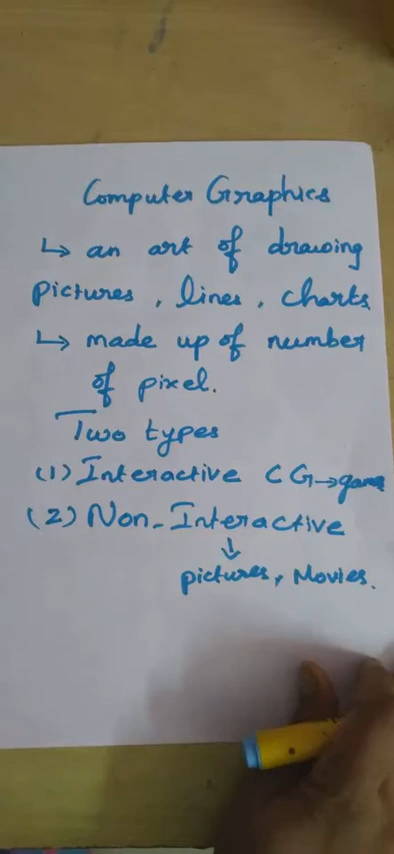 Computer Graphics
↳ an art of drawing
pictures, lines, charts
↳ made up of number
of pixel.
Two types
(1) Interactive CG→game
(2) Non-Interactive
↓
pictures, Movies.